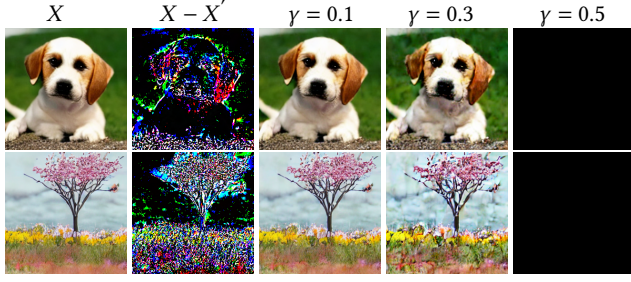 X X − X′ γ = 0.1 γ = 0.3 γ = 0.5